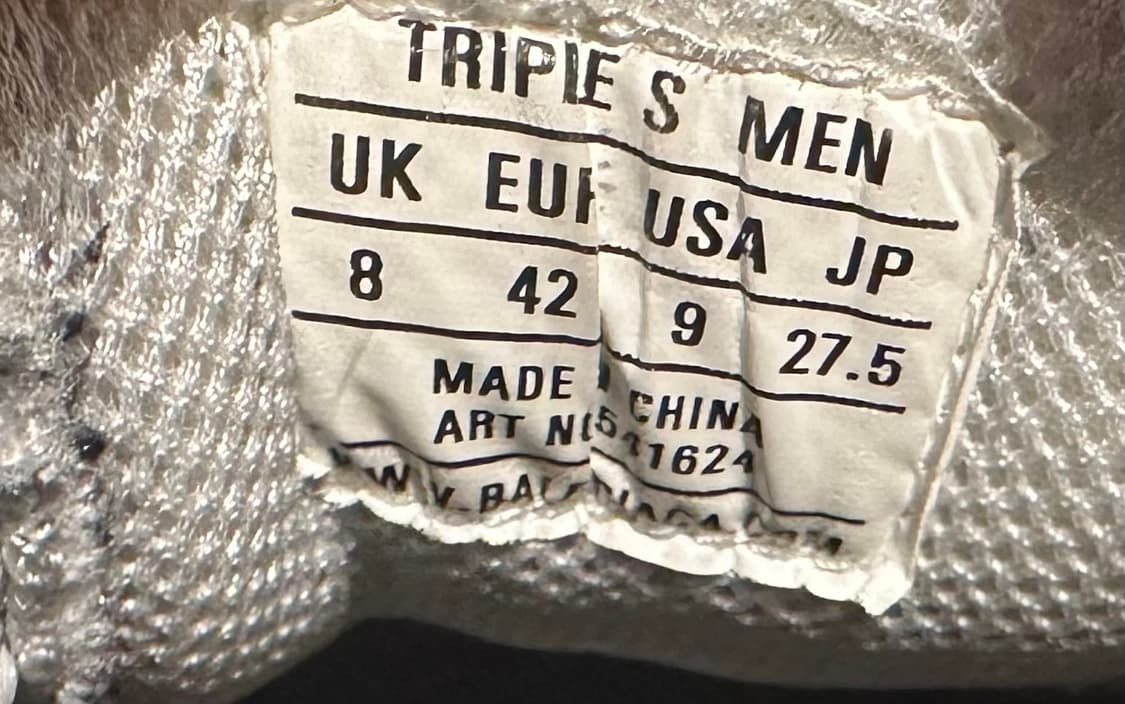 TRIPLE S MEN
UK EUR USA JP
8 42 9 27.5
MADE CHINA
ART